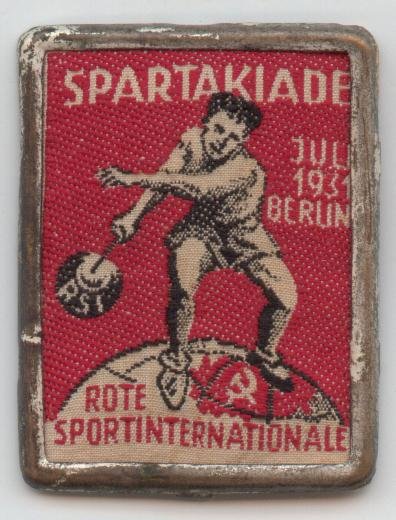 SPARTAKIADE
JULI
1931
BERLIN
RSI
ROTE
SPORTINTERNATIONALE